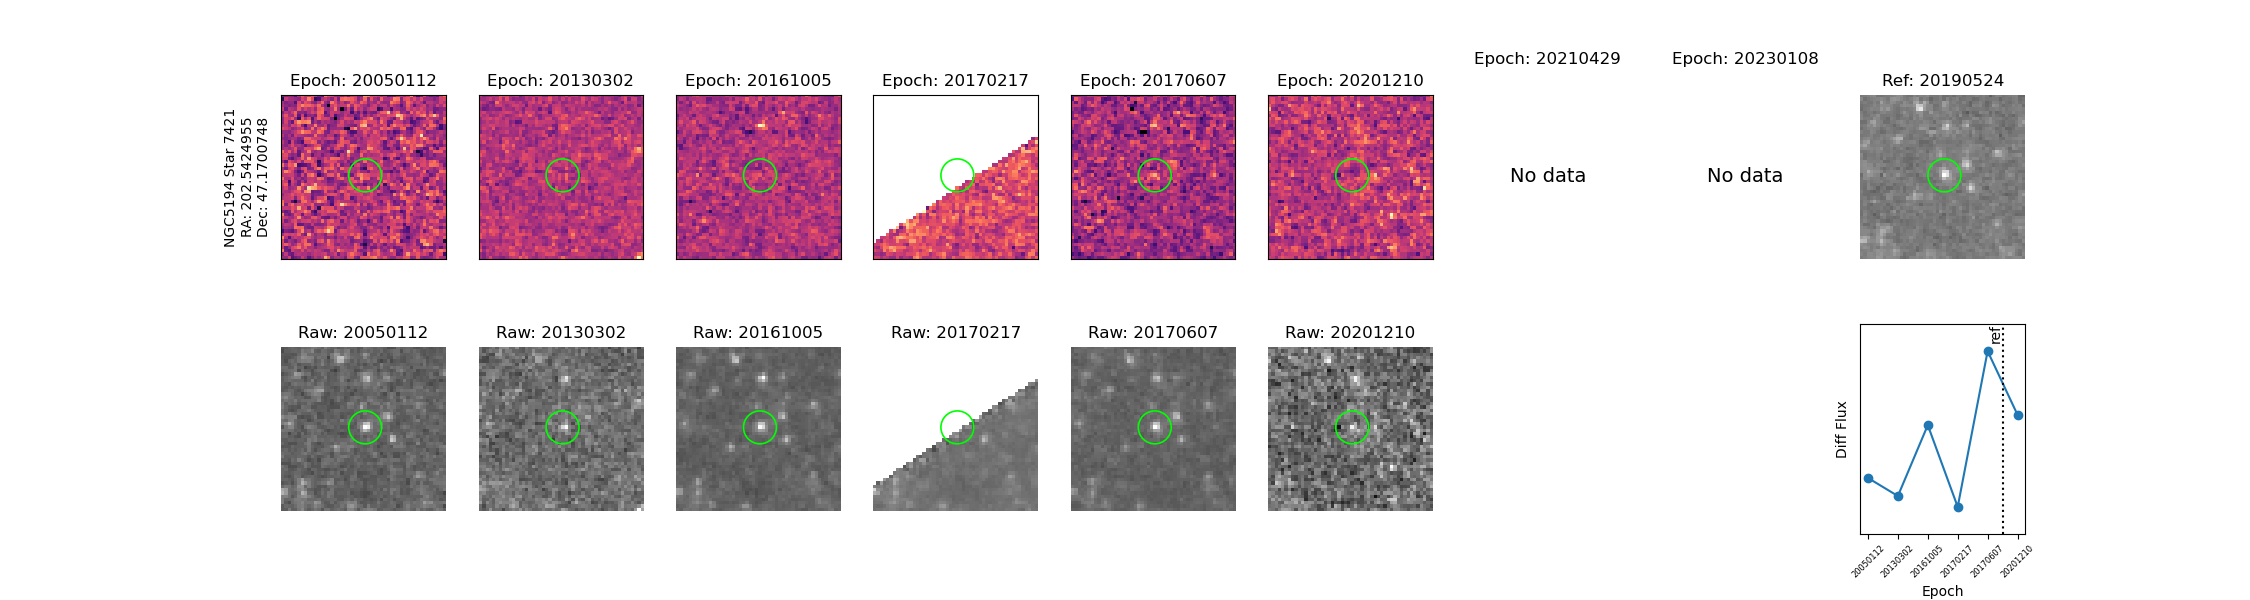 NGC5194 Star 7421
RA: 202.5424955
Dec: 47.1700748
Epoch: 20050112
Epoch: 20130302
Epoch: 20161005
Epoch: 20170217
Epoch: 20170607
Epoch: 20201210
Epoch: 20210429
Epoch: 20230108
Ref: 20190524
No data
No data
Raw: 20050112
Raw: 20130302
Raw: 20161005
Raw: 20170217
Raw: 20170607
Raw: 20201210
ref
Diff Flux
20050112
20130302
20161005
20170217
20170607
20201210
Epoch